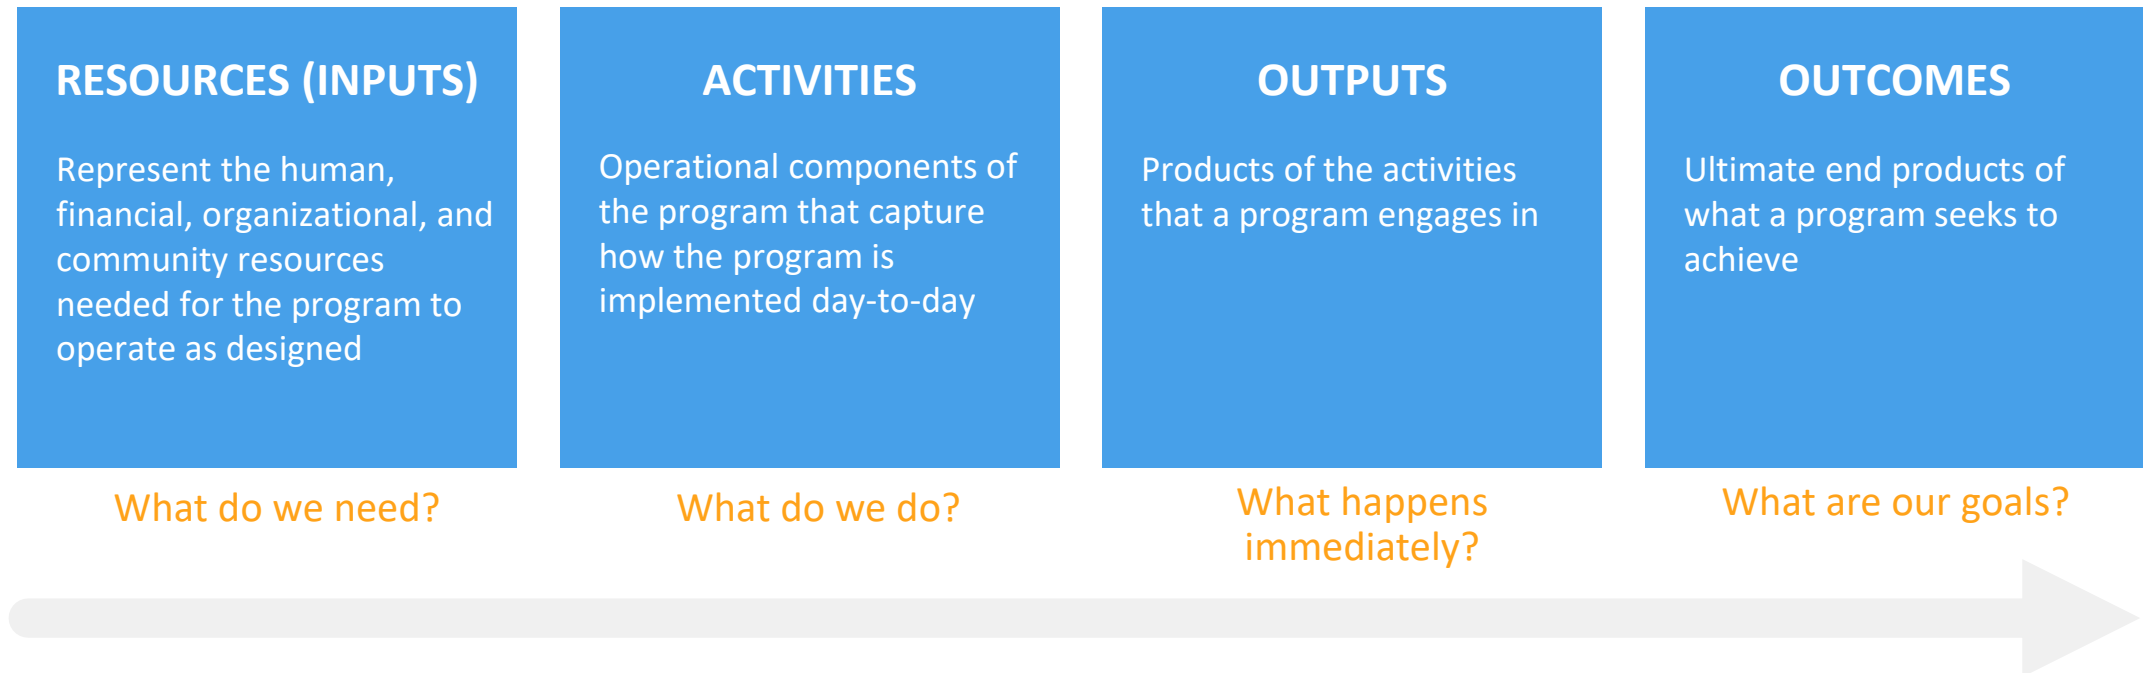 RESOURCES (INPUTS)
Represent the human,
financial, organizational, and
community resources
needed for the program to
operate as designed
What do we need?
ACTIVITIES
Operational components of
the program that capture
how the program is
implemented day-to-day
What do we do?
OUTPUTS
Products of the activities
that a program engages in
What happens
immediately?
OUTCOMES
Ultimate end products of
what a program seeks to
achieve
What are our goals?